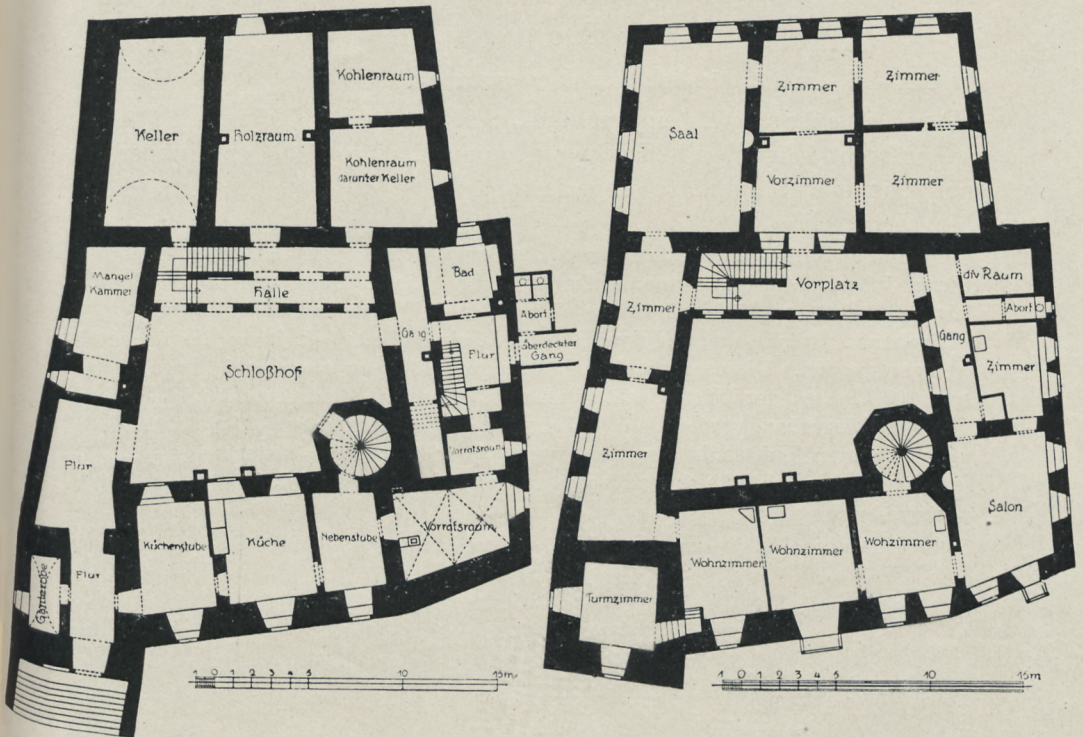 Keller
Holzraum
Kohlenraum
Kohlenraum
darunter Keller
Mangel
Kammer
Halle
Bad
Gang
Abort
Überdeckter
Gang
Flur
Schloßhof
Vorratsraum
Flur
Küchenstube
Küche
Nebenstube
Vorratsraum
Flur
Garderobe
1 0 1 2 3 4 5 10 15m
Saal
Zimmer
Zimmer
Vorzimmer
Zimmer
Zimmer
Vorplatz
div Raum
Abort
Gang
Zimmer
Zimmer
Salon
Wohnzimmer
Wohnzimmer
Wohzimmer
Turmzimmer
1 0 1 2 3 4 5 10 15m